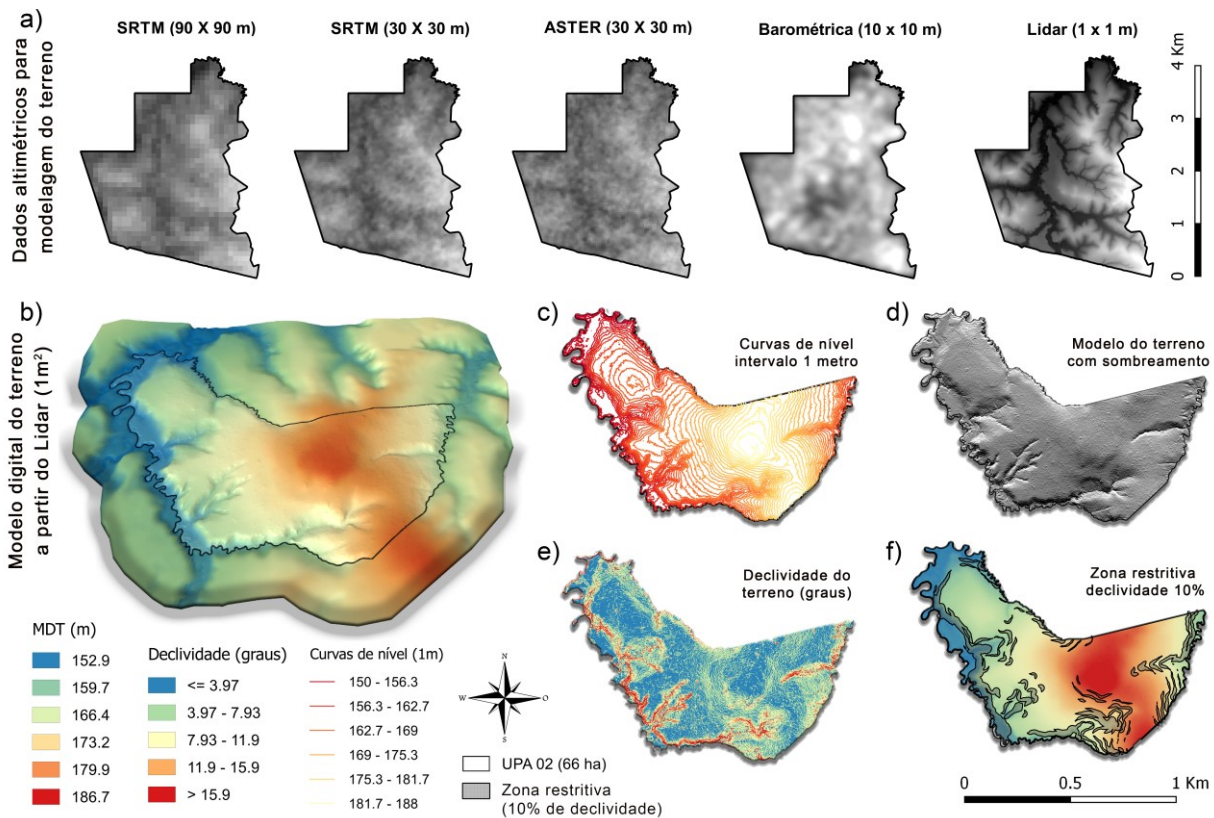 a)
Dados altimétricos para
modelagem do terreno
SRTM (90 X 90 m)
SRTM (30 X 30 m)
ASTER (30 X 30 m)
Barométrica (10 x 10 m)
Lidar (1 x 1 m)
0 1 2 3 4 Km
b)
Modelo digital do terreno
a partir do Lidar (1m²)
c)
Curvas de nível
intervalo 1 metro
d)
Modelo do terreno
com sombreamento
e)
Declividade do
terreno (graus)
f)
Zona restritiva
declividade 10%
MDT (m)
152.9
159.7
166.4
173.2
179.9
186.7
Declividade (graus)
<= 3.97
3.97 - 7.93
7.93 - 11.9
11.9 - 15.9
> 15.9
Curvas de nível (1m)
150 - 156.3
156.3 - 162.7
162.7 - 169
169 - 175.3
175.3 - 181.7
181.7 - 188
N
W
O
S
UPA 02 (66 ha)
Zona restritiva
(10% de declividade)
0 0.5 1 Km